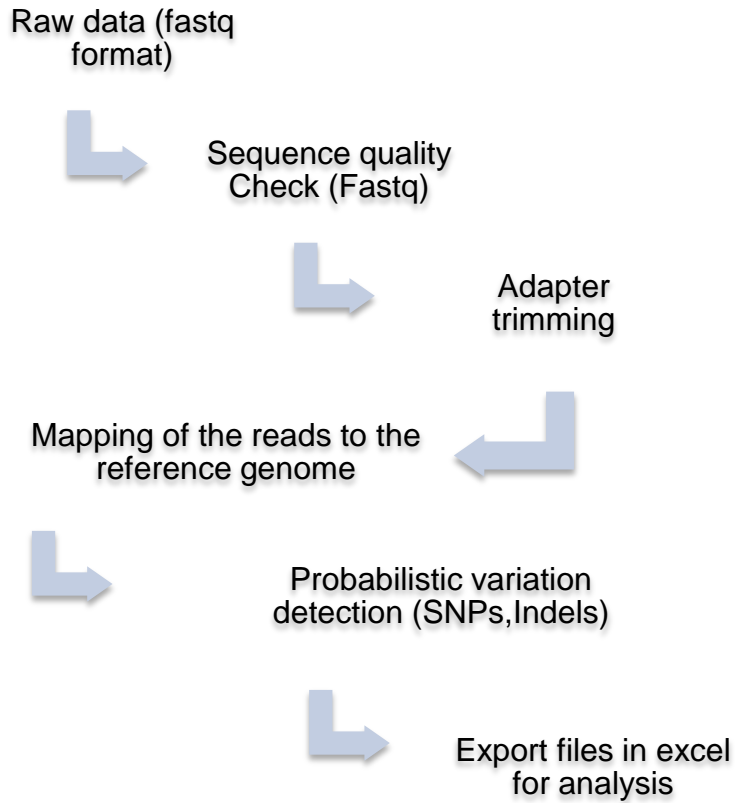 Raw data (fastq
format)
Sequence quality
Check (Fastq)
Adapter
trimming
Mapping of the reads to the
reference genome
Probabilistic variation
detection (SNPs,Indels)
Export files in excel
for analysis